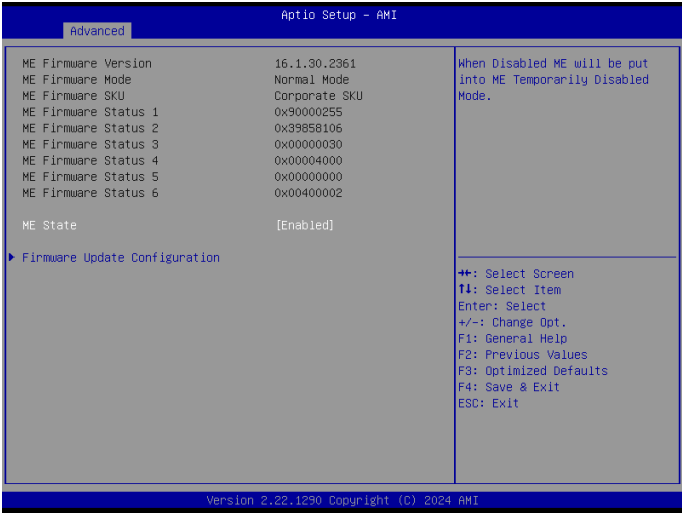 Aptio Setup – AMI
Advanced
ME Firmware Version 16.1.30.2361
ME Firmware Mode Normal Mode
ME Firmware SKU Corporate SKU
ME Firmware Status 1 0x90000255
ME Firmware Status 2 0x39858106
ME Firmware Status 3 0x00000030
ME Firmware Status 4 0x00004000
ME Firmware Status 5 0x00000000
ME Firmware Status 6 0x00400002
ME State [Enabled]
Firmware Update Configuration
When Disabled ME will be put
into ME Temporarily Disabled
Mode.
→←: Select Screen
↑↓: Select Item
Enter: Select
+/-: Change Opt.
F1: General Help
F2: Previous Values
F3: Optimized Defaults
F4: Save & Exit
ESC: Exit
Version 2.22.1290 Copyright (C) 2024 AMI